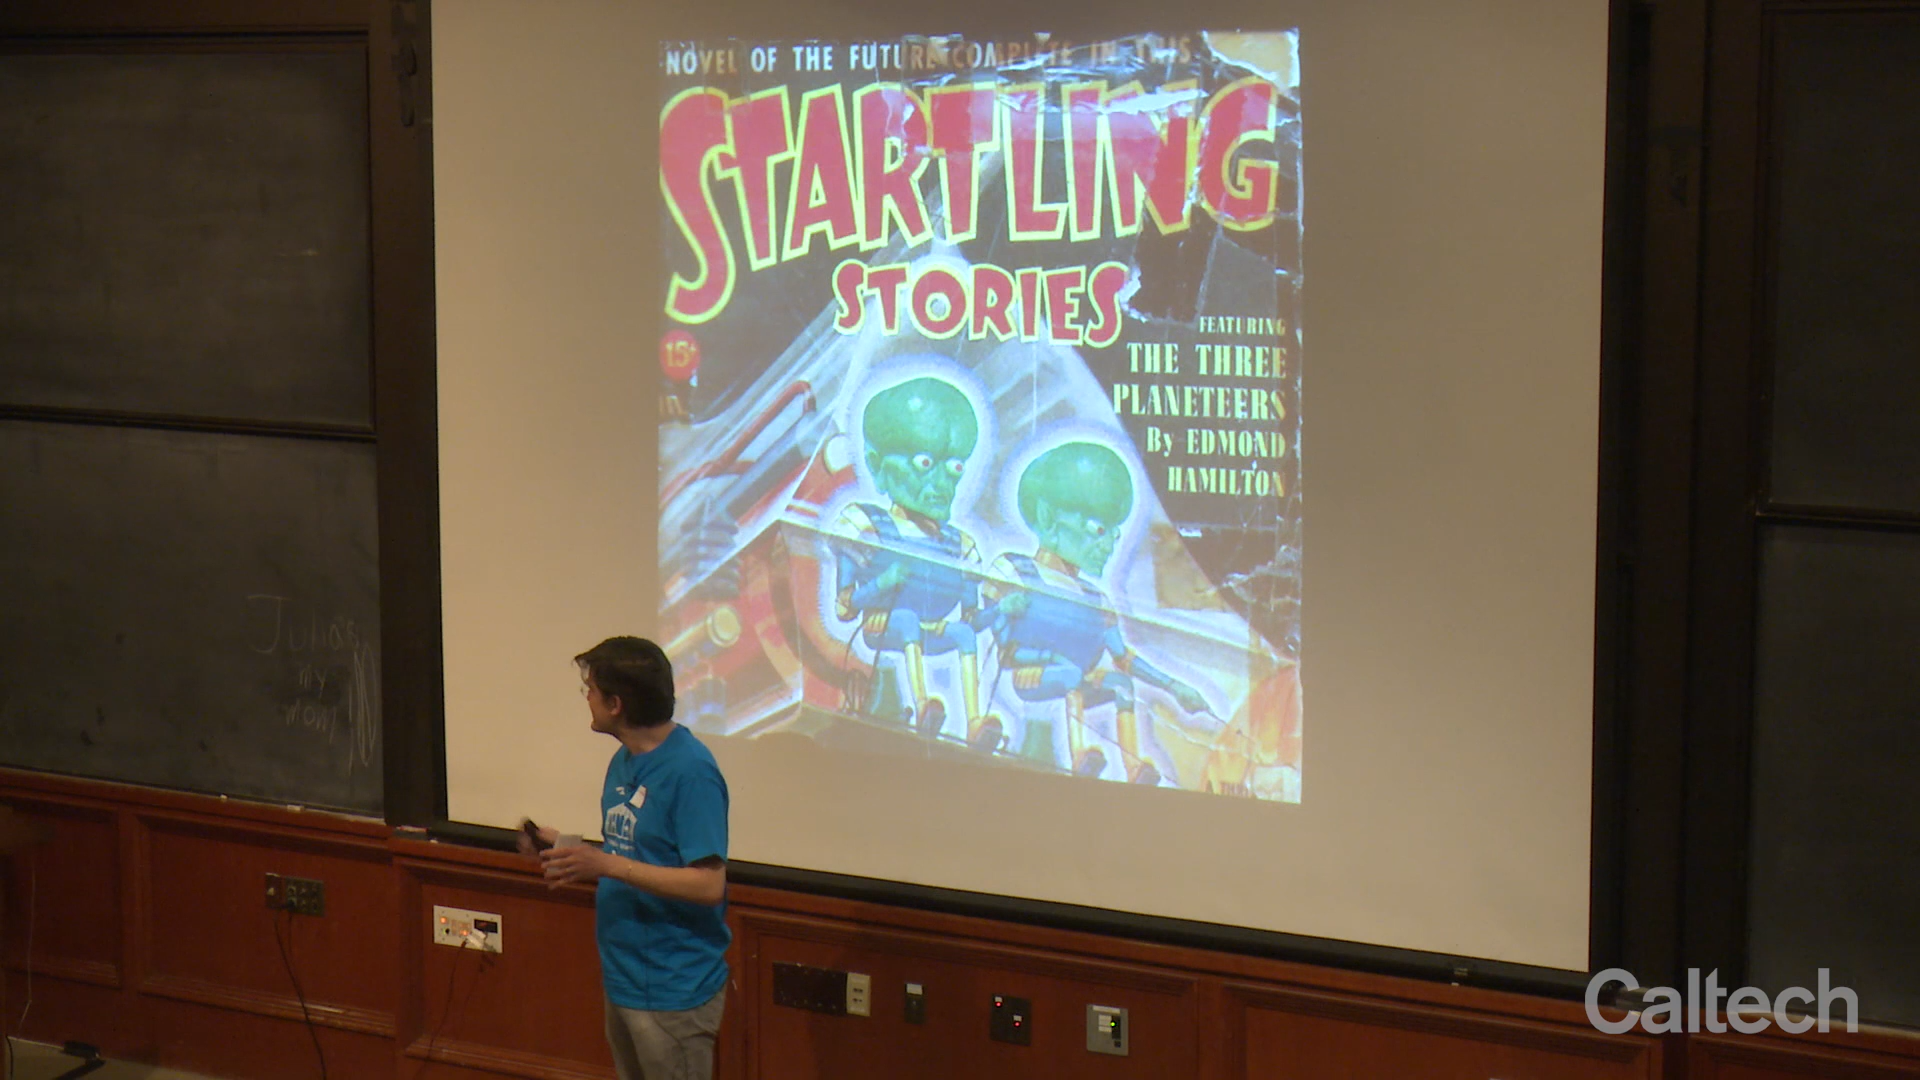 NOVEL OF THE FUTURE COMPLETE IN THIS
STARTLING
STORIES
15¢
FEATURING
THE THREE
PLANETEERS
By EDMOND
HAMILTON
Julia's
my
mom
Caltech